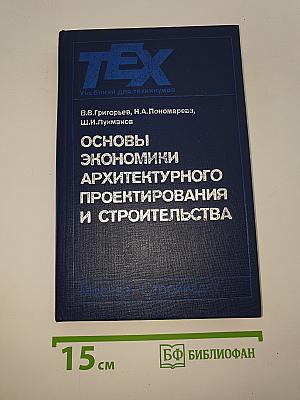 ТЕХ
Учебники для техникумов
В.В.Григорьев, Н.А.Пономарева,
Ш.И.Лукманов
ОСНОВЫ
ЭКОНОМИКИ
АРХИТЕКТУРНОГО
ПРОЕКТИРОВАНИЯ
И СТРОИТЕЛЬСТВА
15 см
БФ БИБЛИОФАН